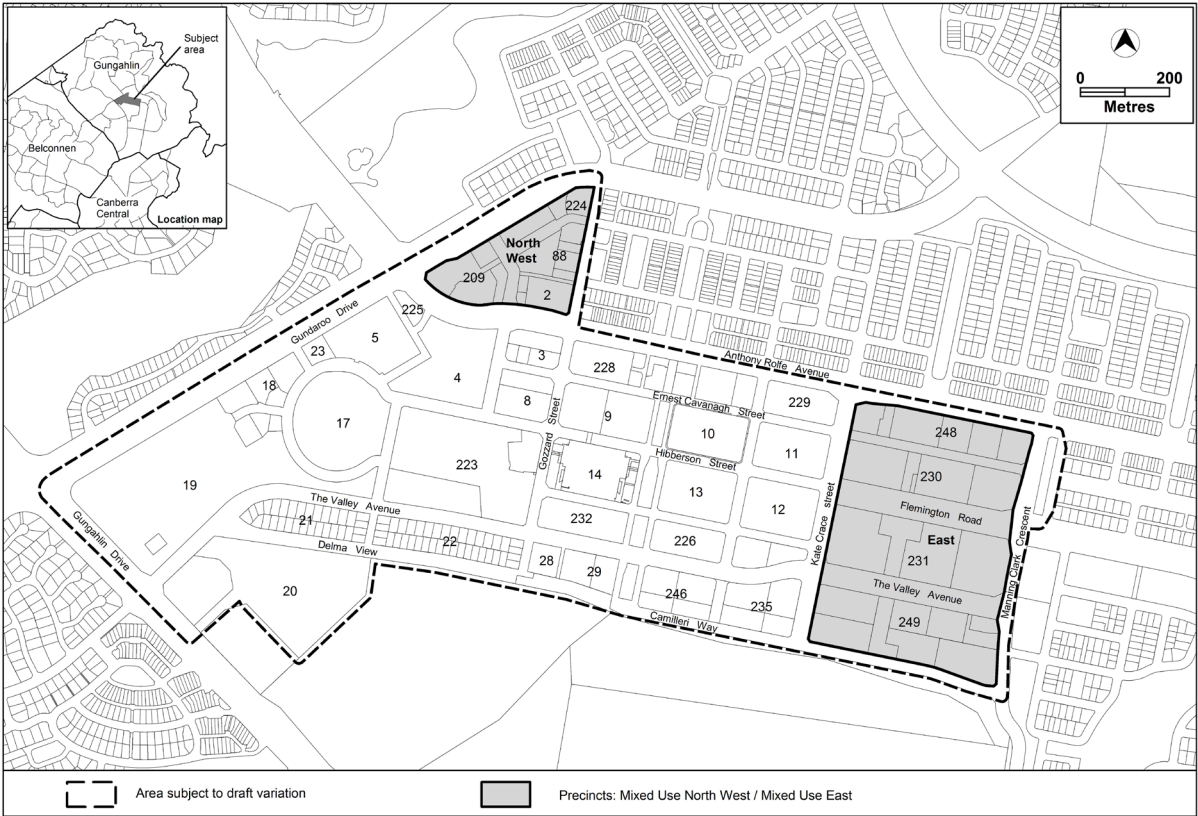 Subject
area
Gungahlin
Belconnen
Canberra
Central
Location map
0 200
Metres
224
North
West
88
209
2
225
Gundaroo Drive
5
23
3
Anthony Rolfe Avenue
228
18
4
229
8
Ernest Cavanagh Street
9
17
10
248
Gozzard Street
11
Hibberson Street
223
14
230
19
13
12
The Valley Avenue
Flemington Road
21
232
Kate Crace street
Gungahlin Drive
Delma View
22
226
East
Manning Clark Crescent
28
29
231
20
The Valley Avenue
246
235
Camilleri Way
249
Area subject to draft variation
Precincts: Mixed Use North West / Mixed Use East